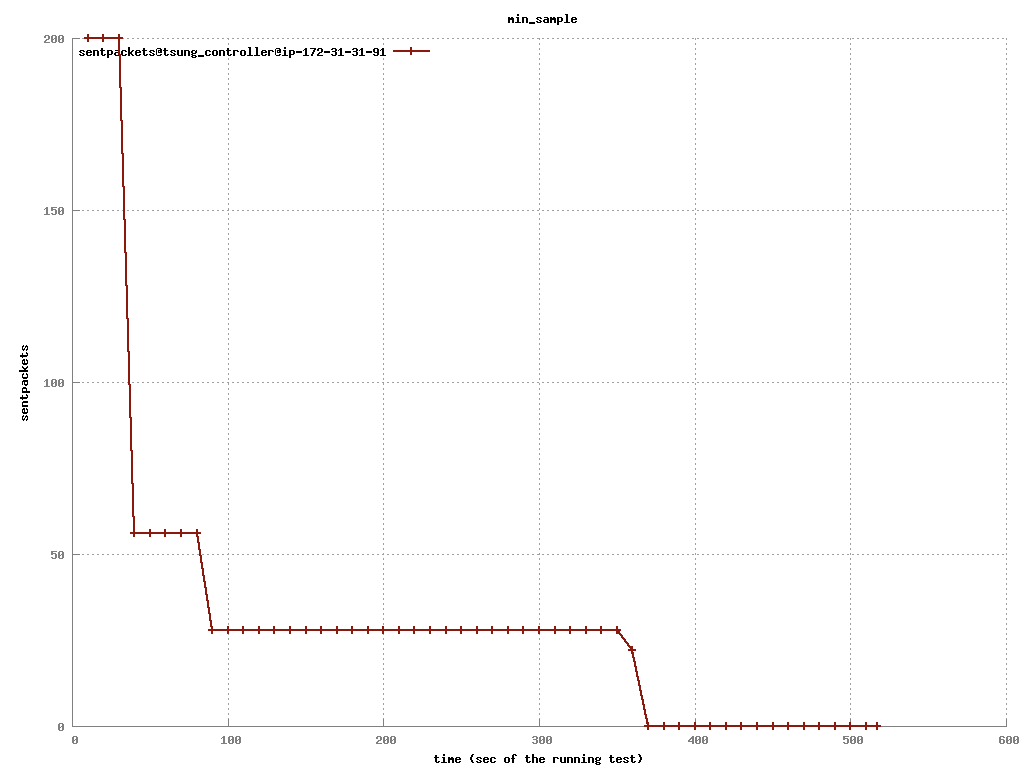 min_sample
200
sentpackets@tsung_controller@ip-172-31-31-91
150
100
sentpackets
50
0
0 100 200 300 400 500 600
time (sec of the running test)